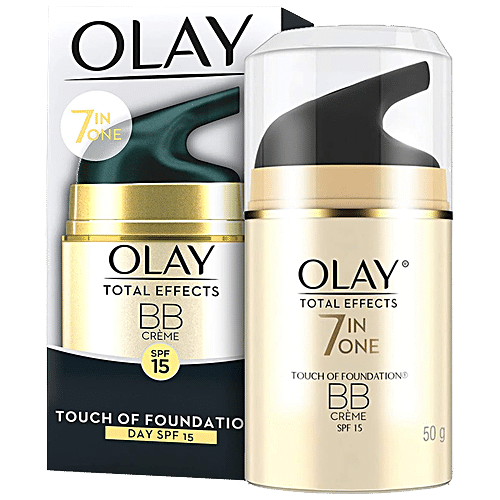 OLAY
7 IN
ONE
OLAY
TOTAL EFFECTS
BB
CRÈME
SPF
15
TOUCH OF FOUNDATIO
DAY SPF 15
OLAY®
TOTAL EFFECTS
7 IN
ONE
TOUCH OF FOUNDATION®
BB
CRÈME
SPF 15
50 g